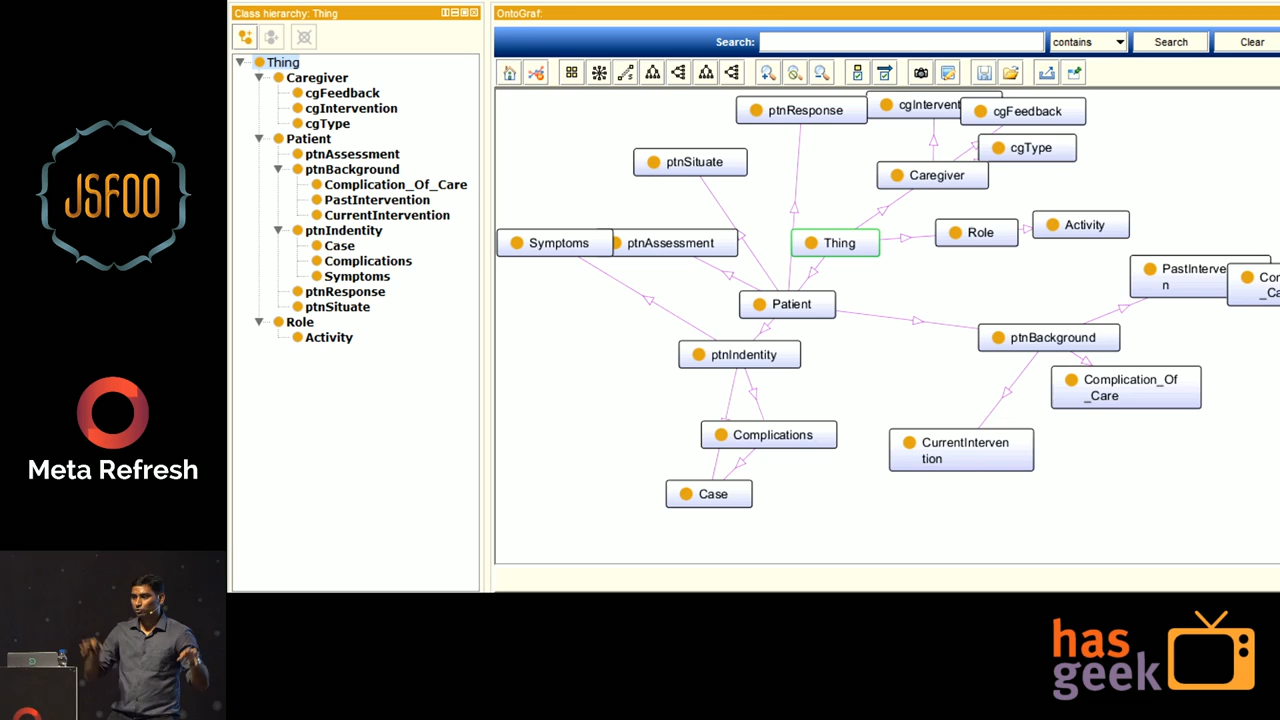 JSFOO
Meta Refresh
Class hierarchy: Thing
Thing
Caregiver
cgFeedback
cgIntervention
cgType
Patient
ptnAssessment
ptnBackground
Complication_Of_Care
PastIntervention
CurrentIntervention
ptnIndentity
Case
Complications
Symptoms
ptnResponse
ptnSituate
Role
Activity
OntoGraf:
Search:
contains
Search
Clear
ptnResponse
cgIntervent
cgFeedback
cgType
ptnSituate
Caregiver
Symptoms
ptnAssessment
Thing
Role
Activity
PastInterve
n
Con
_Ca
Patient
ptnBackground
ptnIndentity
Complication_Of
_Care
Complications
CurrentInterven
tion
Case
has
geek